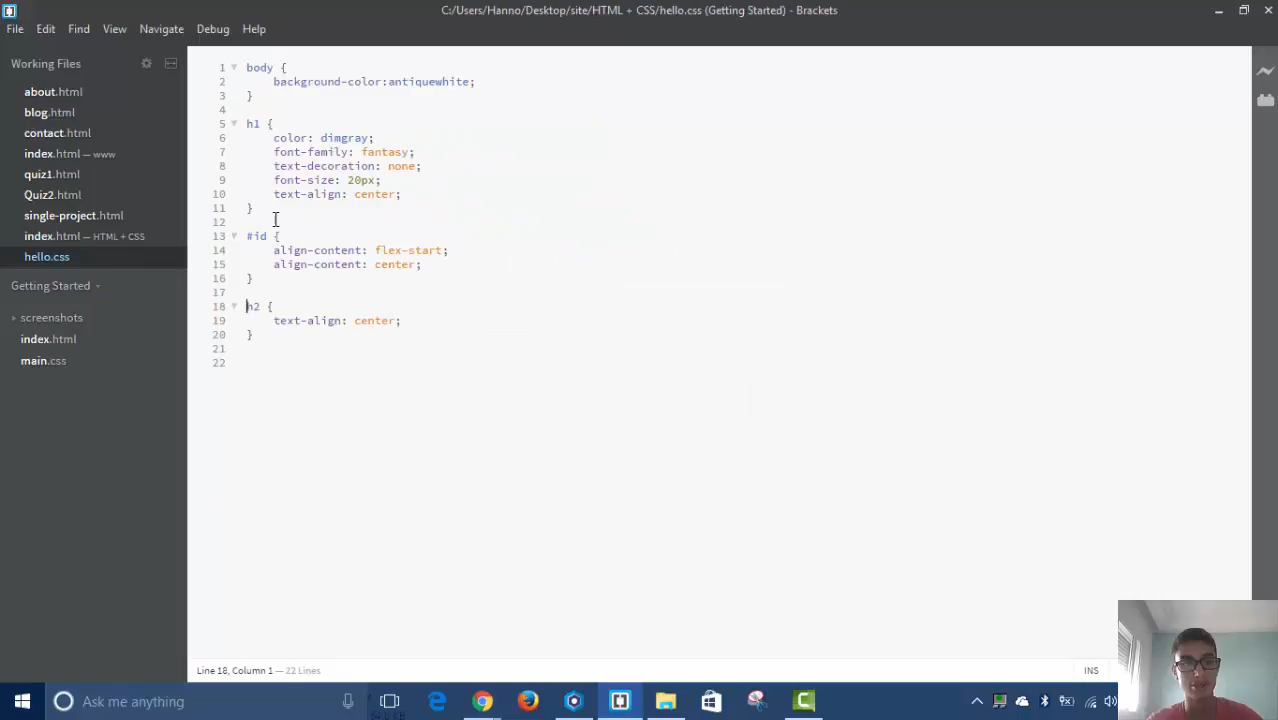 C:/Users/Hanno/Desktop/site/HTML + CSS/hello.css (Getting Started) - Brackets
File Edit Find View Navigate Debug Help
Working Files
about.html
blog.html
contact.html
index.html — www
quiz1.html
Quiz2.html
single-project.html
index.html — HTML + CSS
hello.css
Getting Started
screenshots
index.html
main.css
1 body {
2 background-color:antiquewhite;
3 }
4
5 h1 {
6 color: dimgray;
7 font-family: fantasy;
8 text-decoration: none;
9 font-size: 20px;
10 text-align: center;
11 }
12
13 #id {
14 align-content: flex-start;
15 align-content: center;
16 }
17
18 h2 {
19 text-align: center;
20 }
21
22
Line 18, Column 1 — 22 Lines
INS
Ask me anything